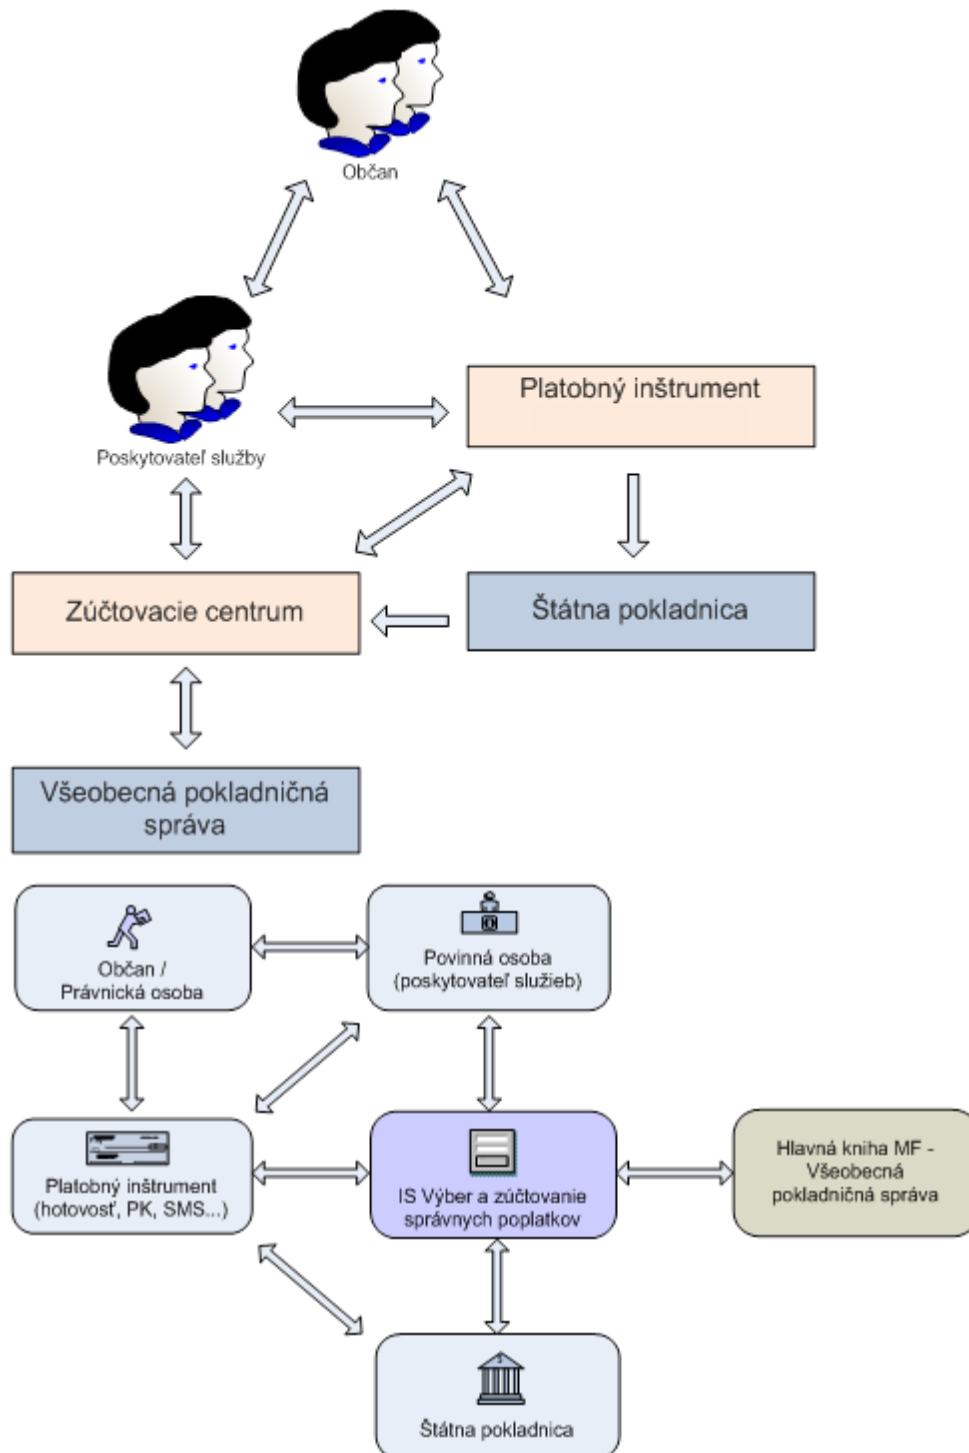 Občan
Poskytovateľ služby
Platobný inštrument
Zúčtovacie centrum
Štátna pokladnica
Všeobecná pokladničná
správa
Občan /
Právnická osoba
Povinná osoba
(poskytovateľ služieb)
Platobný inštrument
(hotovosť, PK, SMS...)
IS Výber a zúčtovanie
správnych poplatkov
Hlavná kniha MF -
Všeobecná
pokladničná správa
Štátna pokladnica